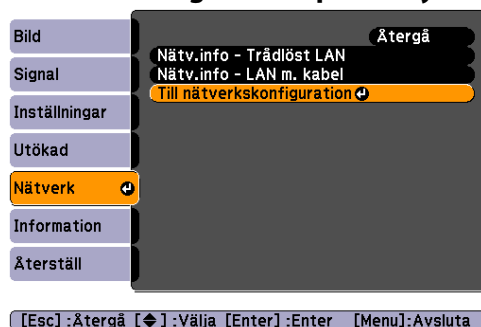 Bild
Signal
Inställningar
Utökad
Nätverk
Information
Återställ
Återgå
Nätv.info - Trådlöst LAN
Nätv.info - LAN m. kabel
Till nätverkskonfiguration
[Esc] :Återgå [◆] :Välja [Enter] :Enter [Menu]:Avsluta